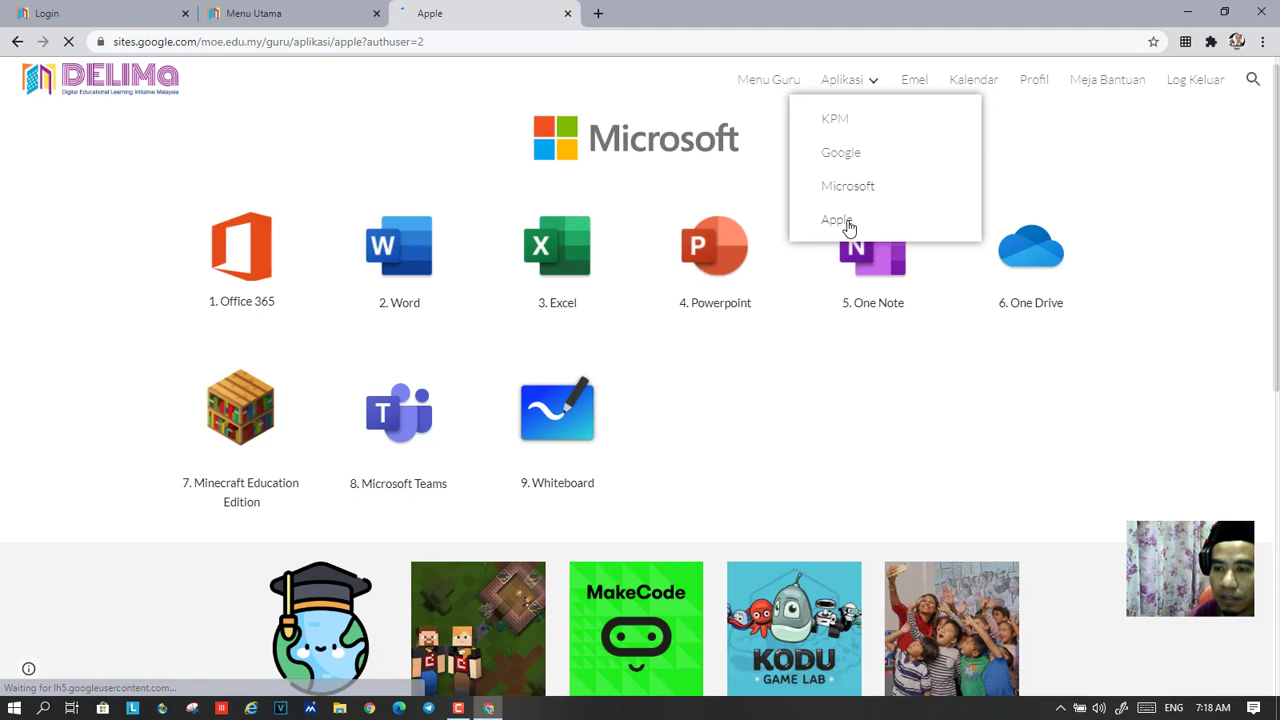 Login
Menu Utama
Apple
sites.google.com/moe.edu.my/guru/aplikasi/apple?authuser=2
DELIMa
Digital Educational Learning Initiative Malaysia
Menu Guru
Aplikasi
Emel
Kalendar
Profil
Meja Bantuan
Log Keluar
KPM
Google
Microsoft
Apple
Microsoft
W
X
P
N
1. Office 365
2. Word
3. Excel
4. Powerpoint
5. One Note
6. One Drive
T
7. Minecraft Education
Edition
8. Microsoft Teams
9. Whiteboard
MakeCode
KODU
GAME LAB
Waiting for lh5.googleusercontent.com...
7:18 AM